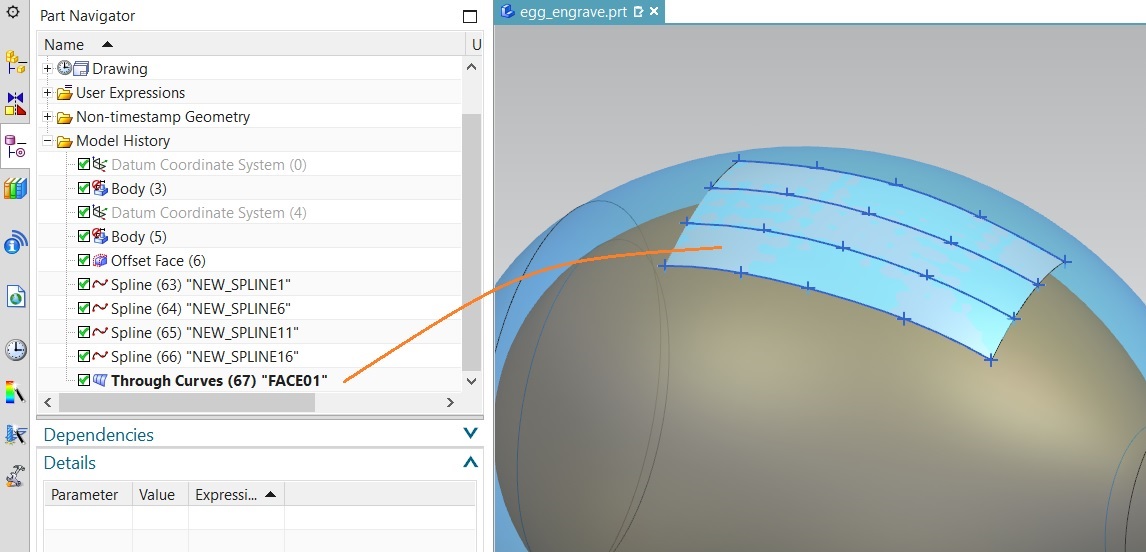 Part Navigator
egg_engrave.prt
Name
U
Drawing
User Expressions
Non-timestamp Geometry
Model History
Datum Coordinate System (0)
Body (3)
Datum Coordinate System (4)
Body (5)
Offset Face (6)
Spline (63) "NEW_SPLINE1"
Spline (64) "NEW_SPLINE6"
Spline (65) "NEW_SPLINE11"
Spline (66) "NEW_SPLINE16"
Through Curves (67) "FACE01"
Dependencies
Details
Parameter Value Expressi...